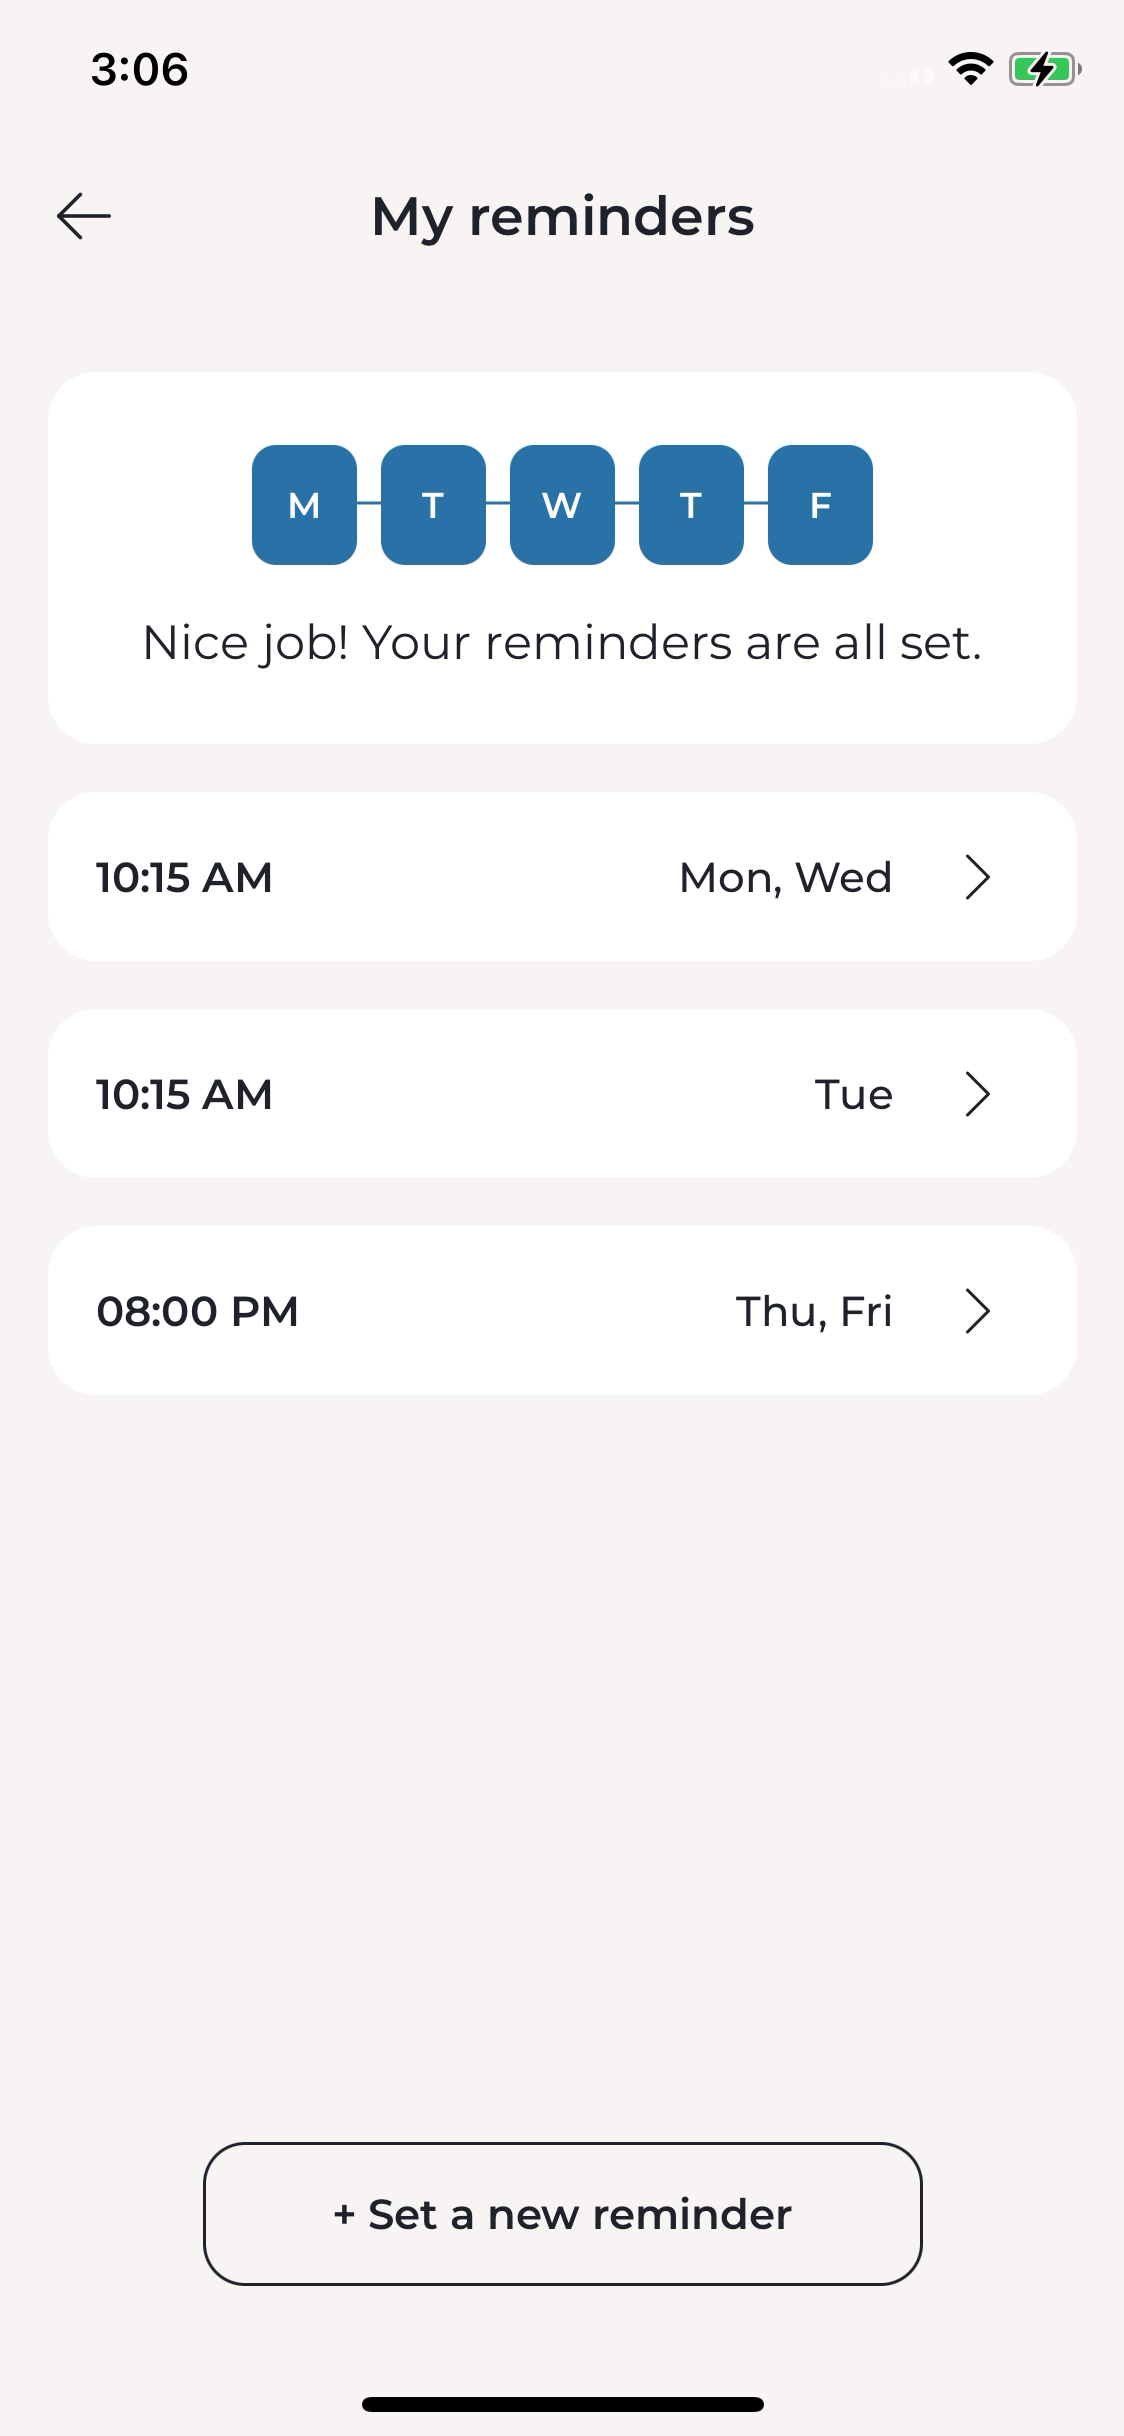 3:06
My reminders
M T W T F
Nice job! Your reminders are all set.
10:15 AM Mon, Wed
10:15 AM Tue
08:00 PM Thu, Fri
+ Set a new reminder